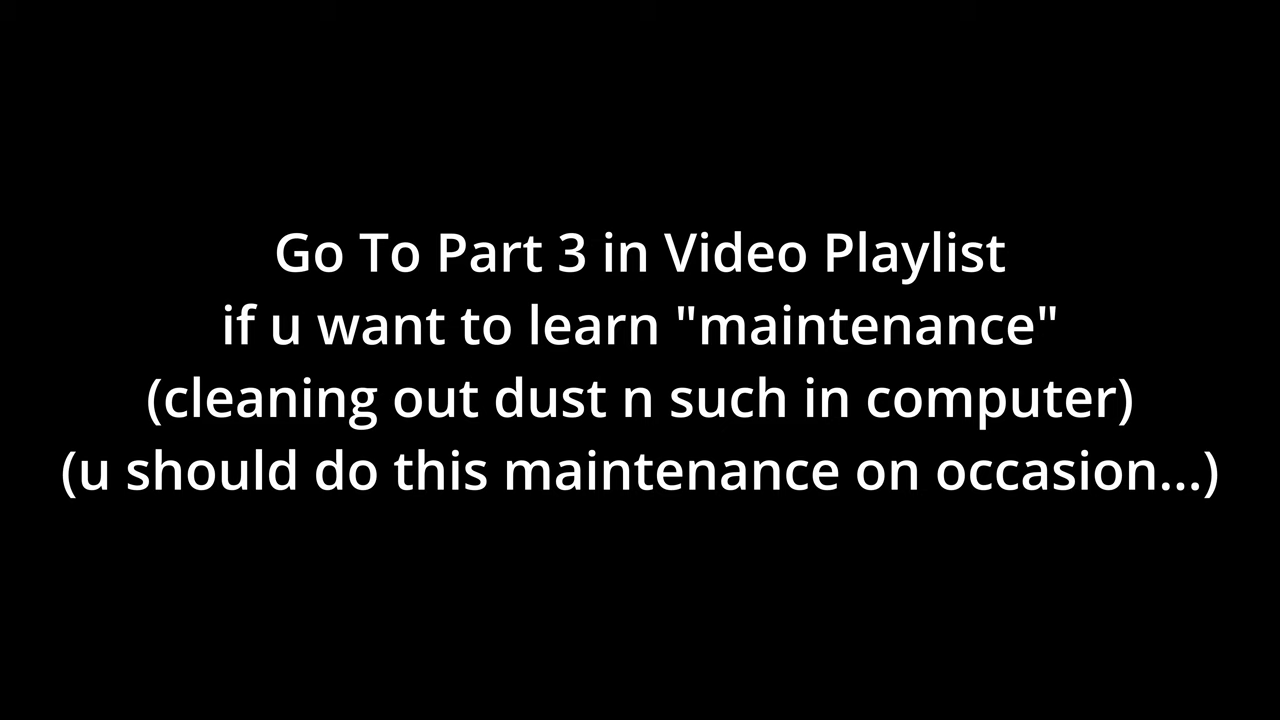 Go To Part 3 in Video Playlist
if u want to learn "maintenance"
(cleaning out dust n such in computer)
(u should do this maintenance on occasion...)